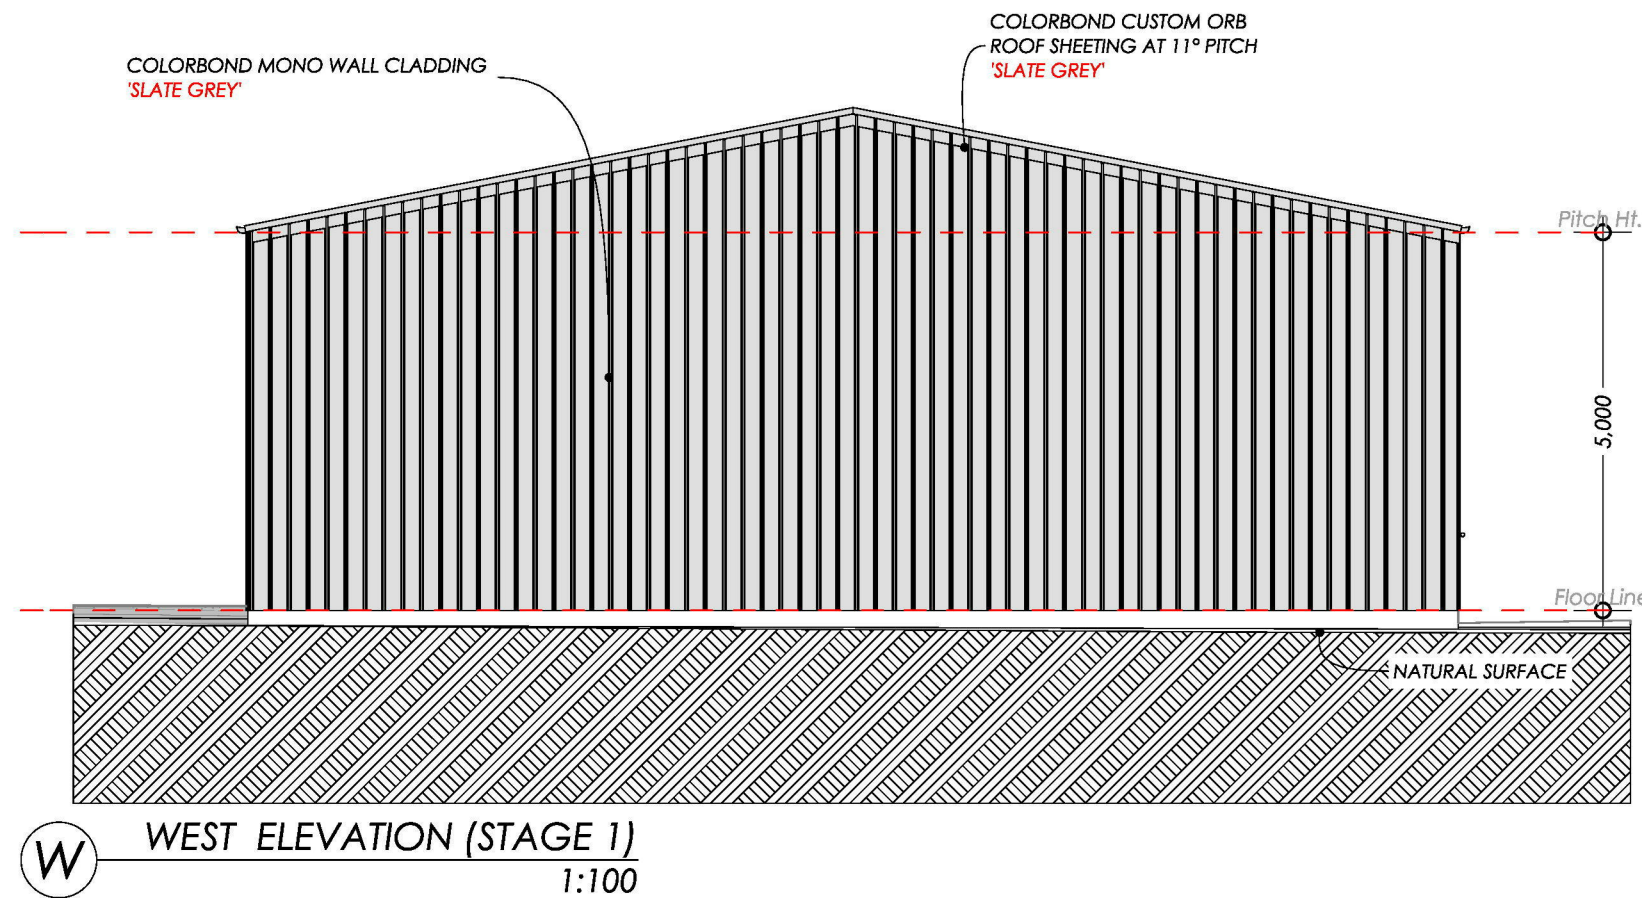 COLORBOND CUSTOM ORB
ROOF SHEETING AT 11° PITCH
'SLATE GREY'
COLORBOND MONO WALL CLADDING
'SLATE GREY'
Pitch Ht.
5,000
Floor Line
NATURAL SURFACE
W
WEST ELEVATION (STAGE 1)
1:100